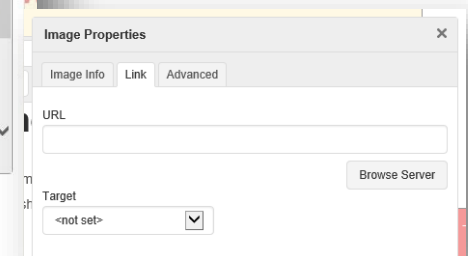 Image Properties ×
Image Info Link Advanced
URL
Browse Server
Target
<not set>